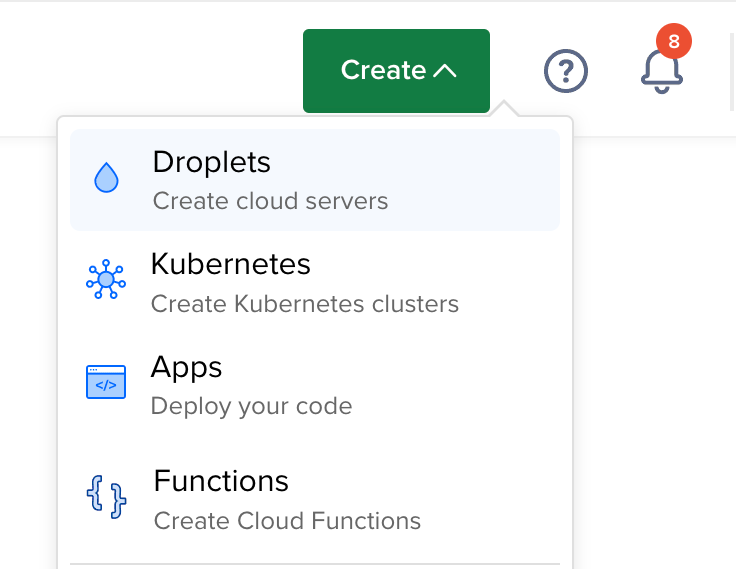 Create
?
8
Droplets
Create cloud servers
Kubernetes
Create Kubernetes clusters
</>
Apps
Deploy your code
{}
Functions
Create Cloud Functions